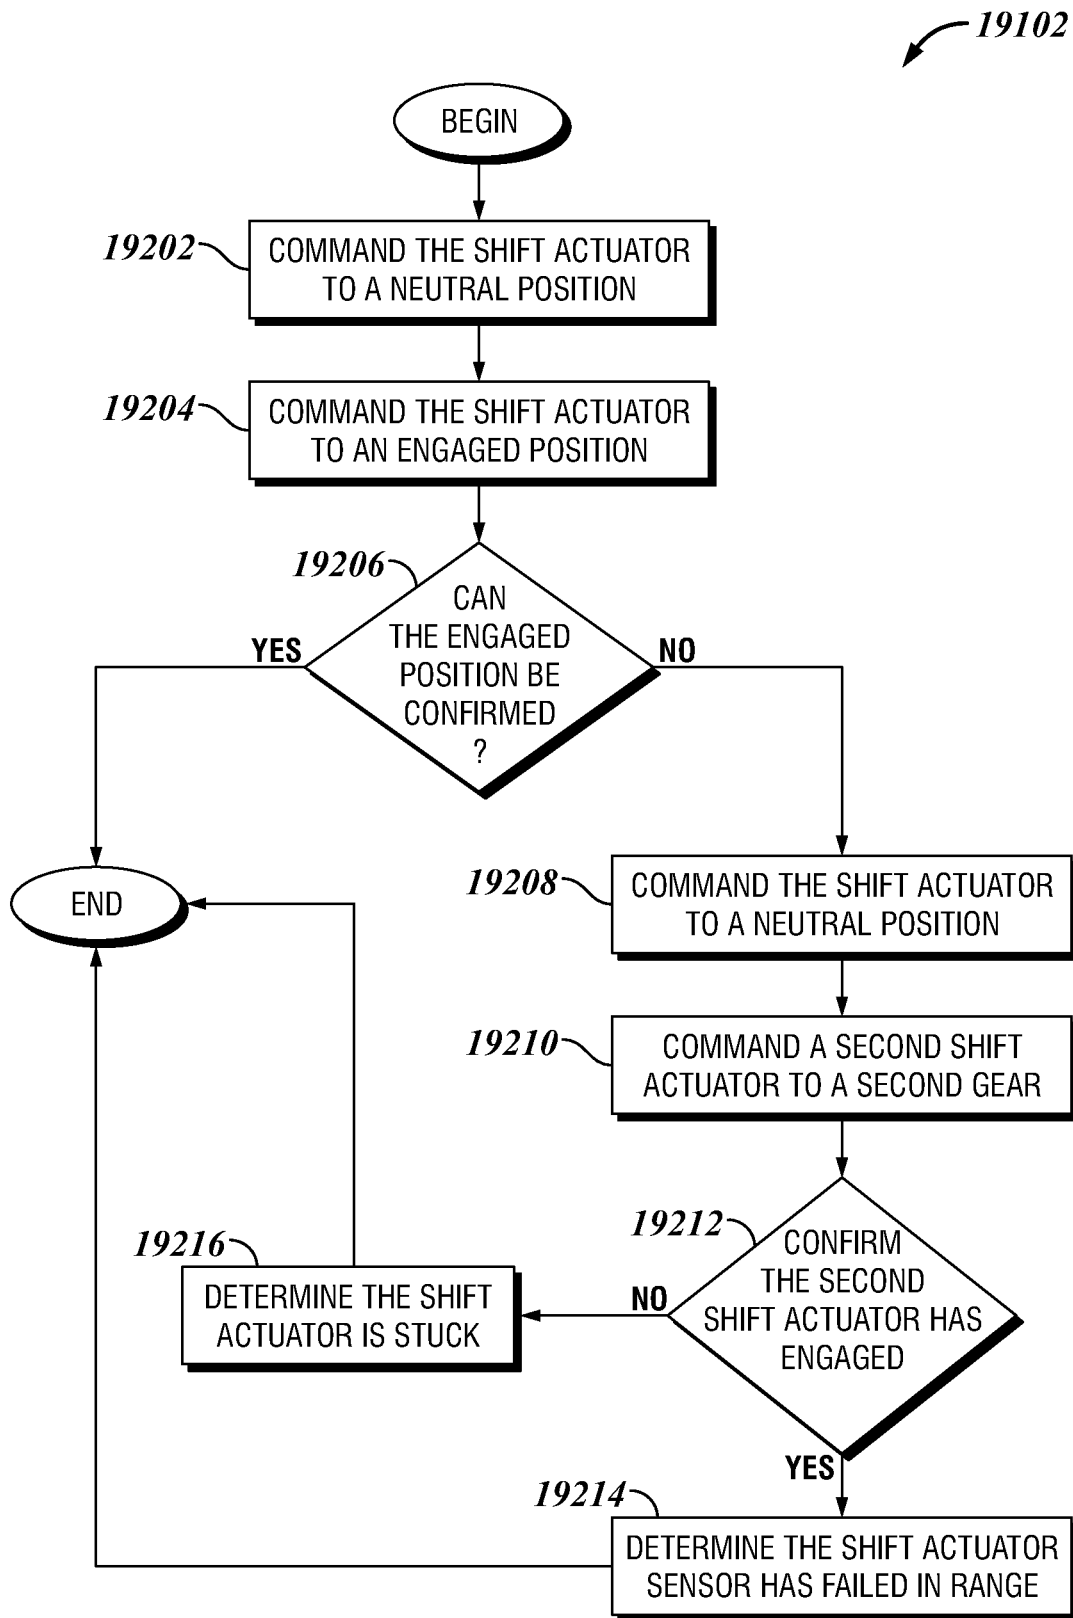 19102
BEGIN
19202
COMMAND THE SHIFT ACTUATOR
TO A NEUTRAL POSITION
19204
COMMAND THE SHIFT ACTUATOR
TO AN ENGAGED POSITION
19206
CAN
THE ENGAGED
POSITION BE
CONFIRMED
?
YES
NO
END
19208
COMMAND THE SHIFT ACTUATOR
TO A NEUTRAL POSITION
19210
COMMAND A SECOND SHIFT
ACTUATOR TO A SECOND GEAR
19212
CONFIRM
THE SECOND
SHIFT ACTUATOR HAS
ENGAGED
NO
19216
DETERMINE THE SHIFT
ACTUATOR IS STUCK
YES
19214
DETERMINE THE SHIFT ACTUATOR
SENSOR HAS FAILED IN RANGE